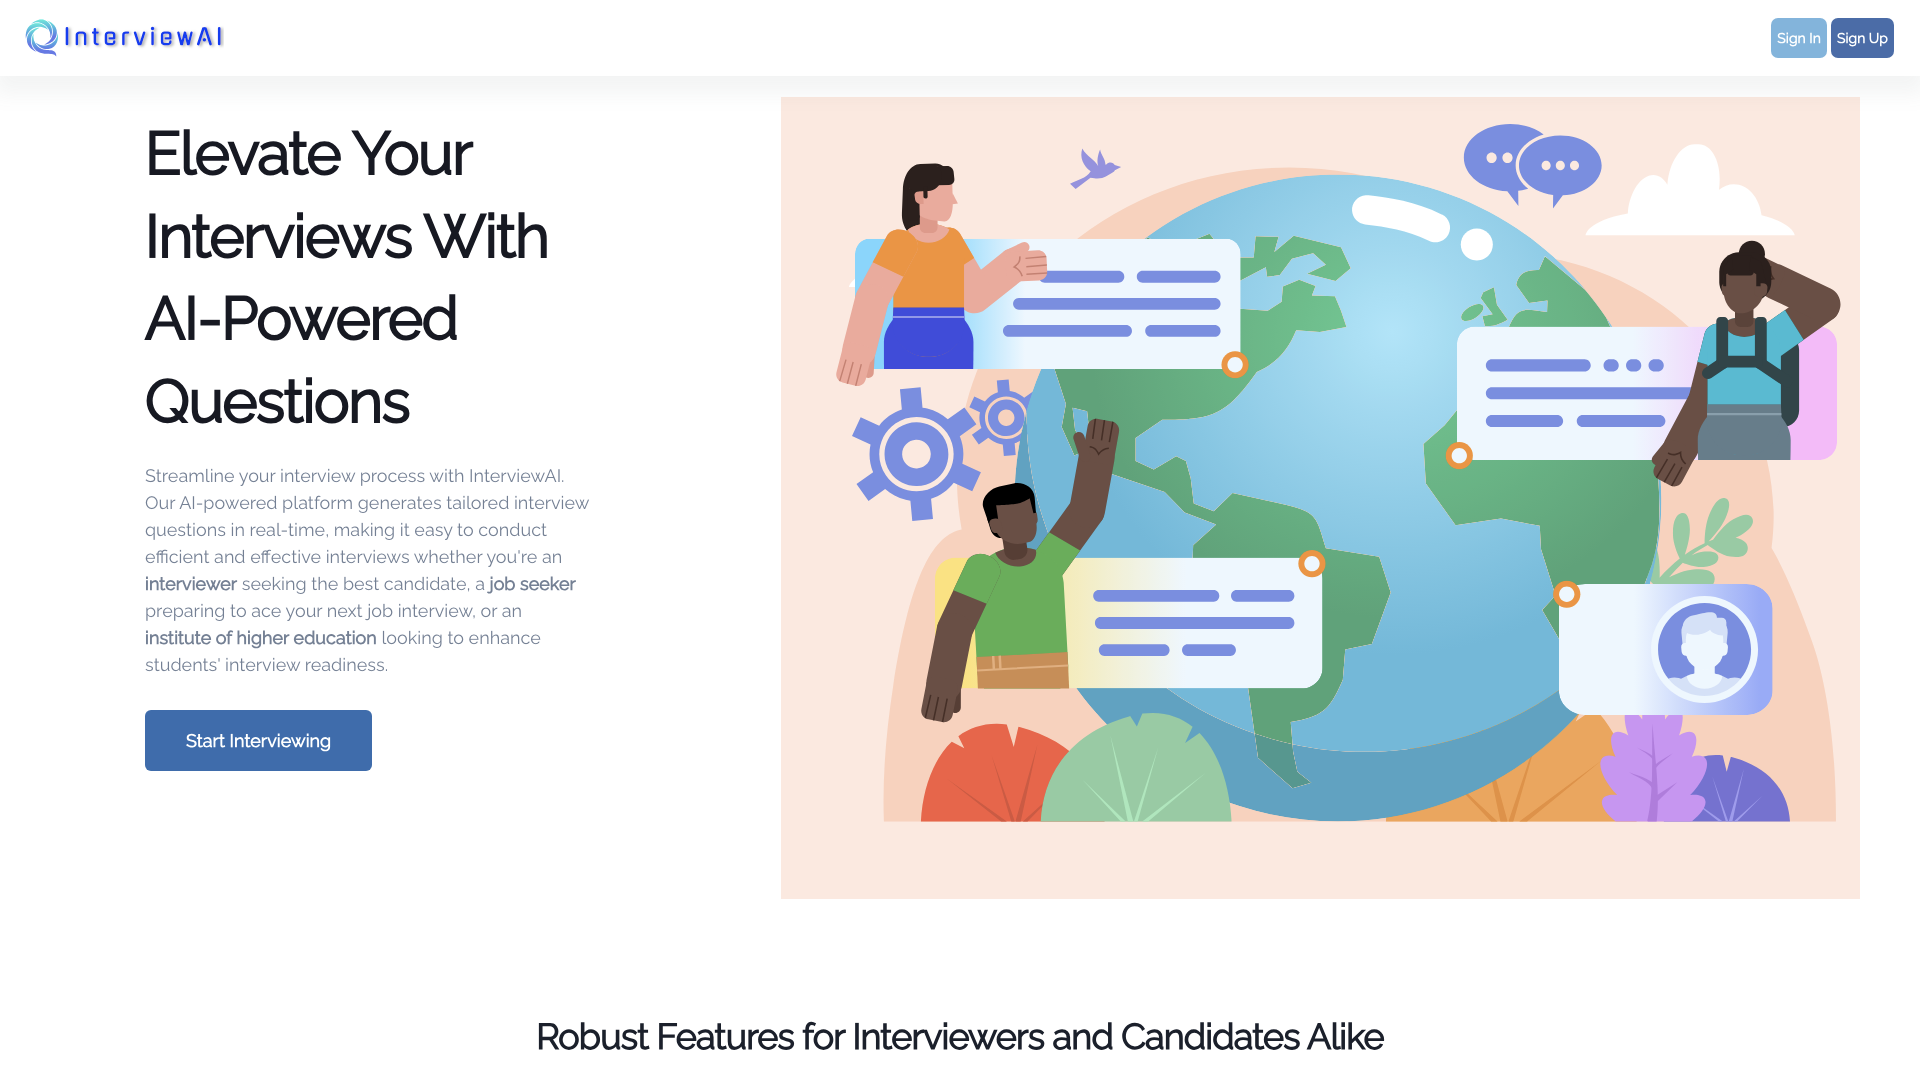 InterviewAI
Sign In
Sign Up
Elevate Your
Interviews With
AI-Powered
Questions
Streamline your interview process with InterviewAI.
Our AI-powered platform generates tailored interview
questions in real-time, making it easy to conduct
efficient and effective interviews whether you're an
interviewer seeking the best candidate, a job seeker
preparing to ace your next job interview, or an
institute of higher education looking to enhance
students' interview readiness.
Start Interviewing
Robust Features for Interviewers and Candidates Alike